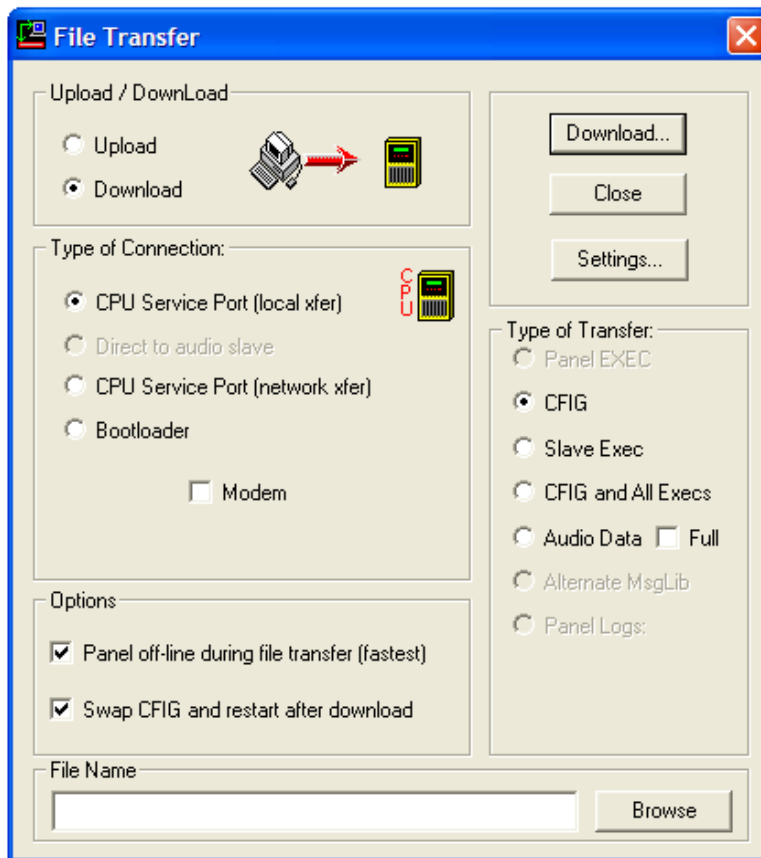 File Transfer
Upload / DownLoad
Upload
Download
Download...
Close
Settings...
Type of Connection:
CPU
CPU Service Port (local xfer)
Direct to audio slave
CPU Service Port (network xfer)
Bootloader
Modem
Type of Transfer:
Panel EXEC
CFIG
Slave Exec
CFIG and All Execs
Audio Data Full
Alternate MsgLib
Panel Logs:
Options
Panel off-line during file transfer (fastest)
Swap CFIG and restart after download
File Name
Browse